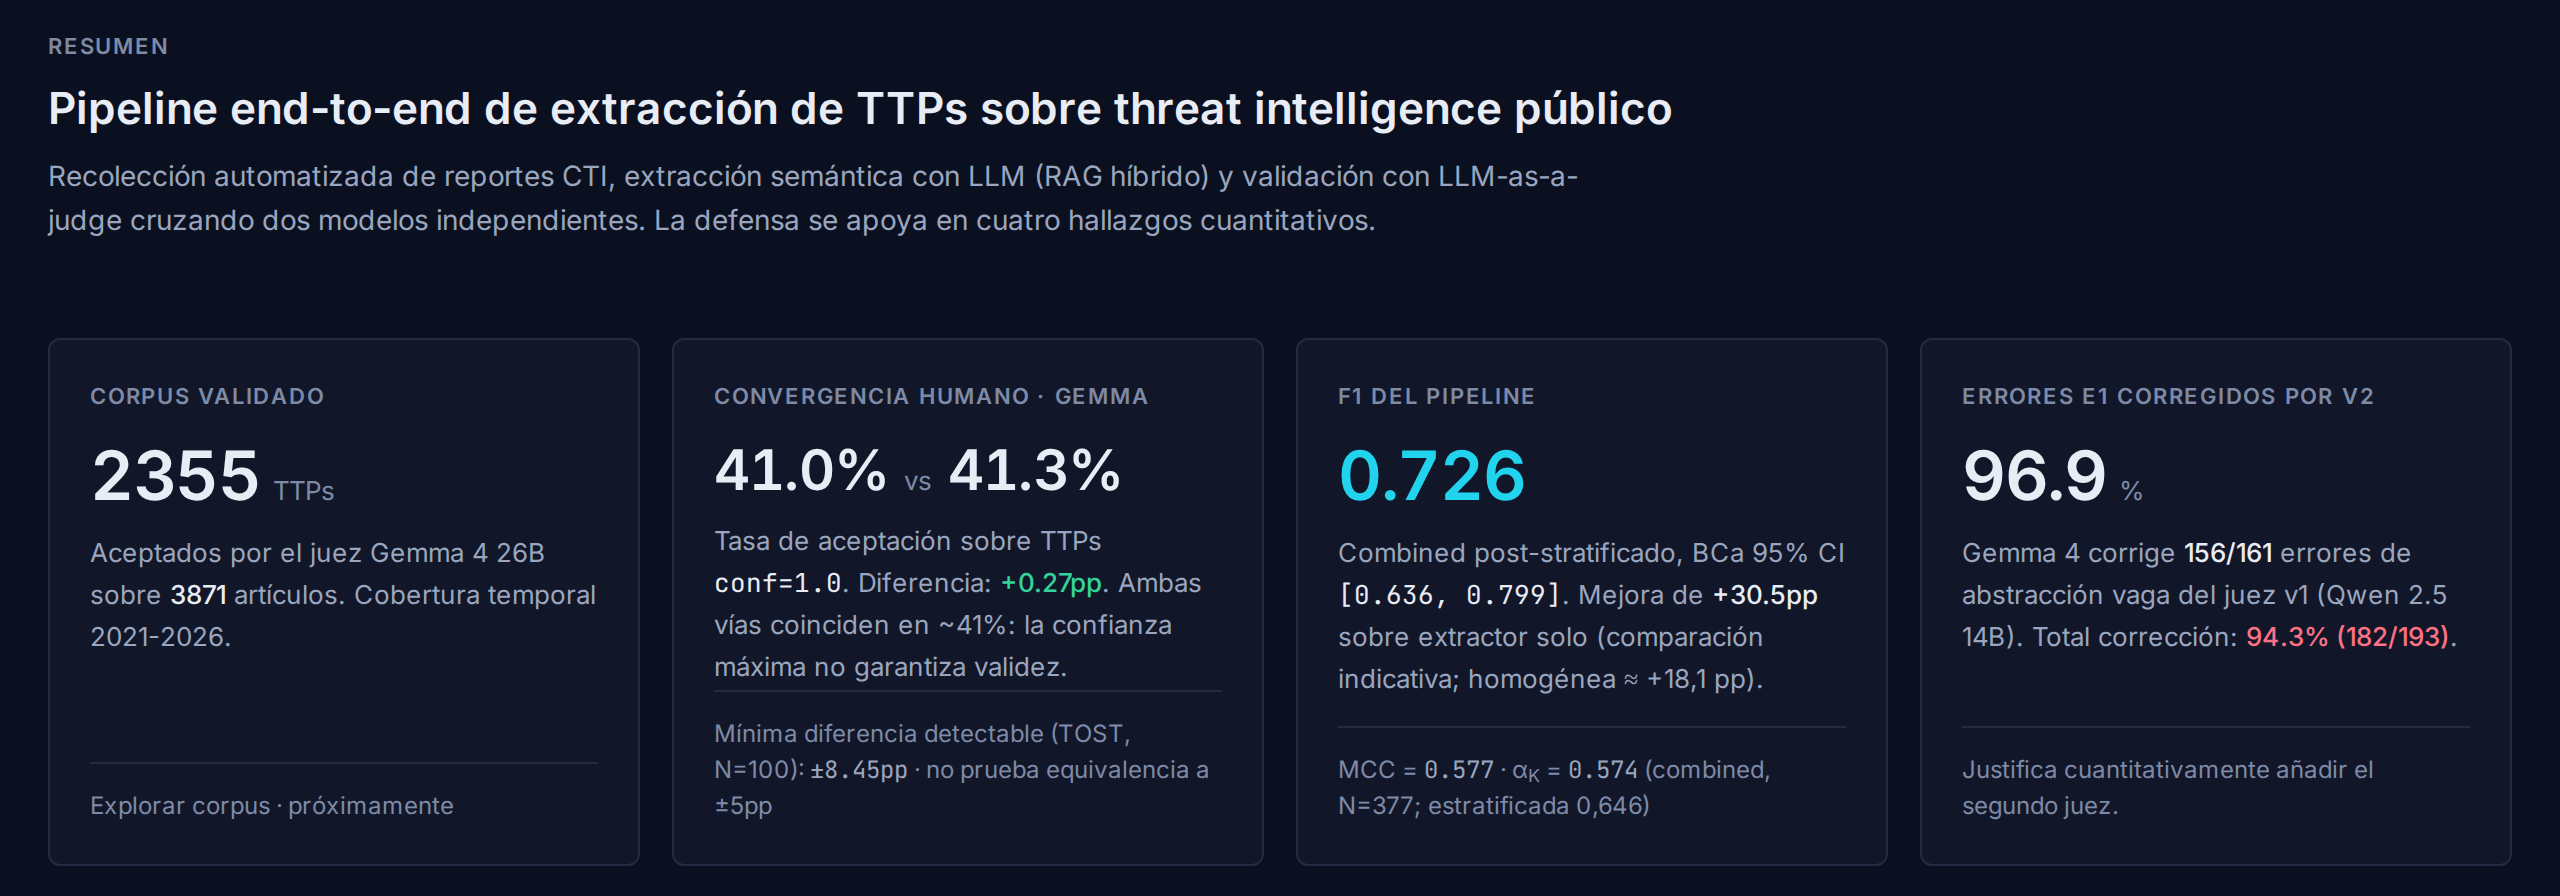 RESUMEN
Pipeline end-to-end de extracción de TTPs sobre threat intelligence público
Recolección automatizada de reportes CTI, extracción semántica con LLM (RAG híbrido) y validación con LLM-as-a-
judge cruzando dos modelos independientes. La defensa se apoya en cuatro hallazgos cuantitativos.
CORPUS VALIDADO
2355 TTPs
Aceptados por el juez Gemma 4 26B
sobre 3871 artículos. Cobertura temporal
2021-2026.
Explorar corpus · próximamente
CONVERGENCIA HUMANO · GEMMA
41.0% vs 41.3%
Tasa de aceptación sobre TTPs
conf=1.0. Diferencia: +0.27pp. Ambas
vías coinciden en ~41%: la confianza
máxima no garantiza validez.
Mínima diferencia detectable (TOST,
N=100): ±8.45pp · no prueba equivalencia a
±5pp
F1 DEL PIPELINE
0.726
Combined post-stratificado, BCa 95% CI
[0.636, 0.799]. Mejora de +30.5pp
sobre extractor solo (comparación
indicativa; homogénea ≈ +18,1 pp).
MCC = 0.577 · αK = 0.574 (combined,
N=377; estratificada 0,646)
ERRORES E1 CORREGIDOS POR V2
96.9 %
Gemma 4 corrige 156/161 errores de
abstracción vaga del juez v1 (Qwen 2.5
14B). Total corrección: 94.3% (182/193).
Justifica cuantitativamente añadir el
segundo juez.